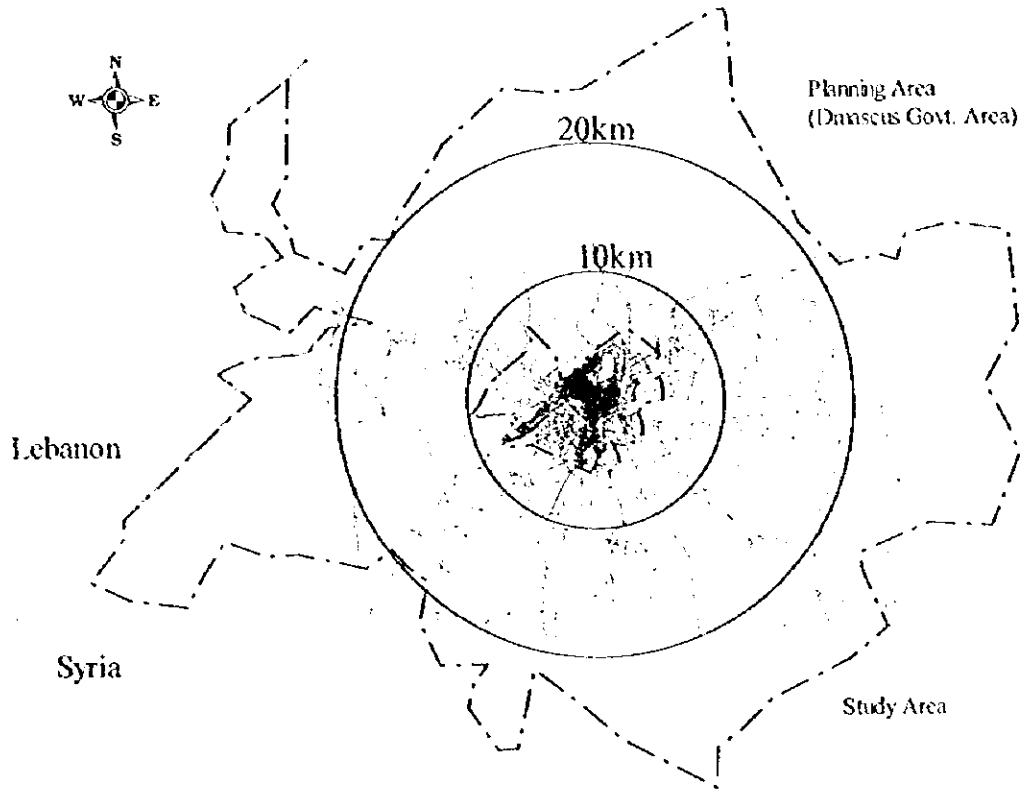 N
W E
S
Planning Area
(Damascus Govt. Area)
20km
10km
Lebanon
Syria
Study Area